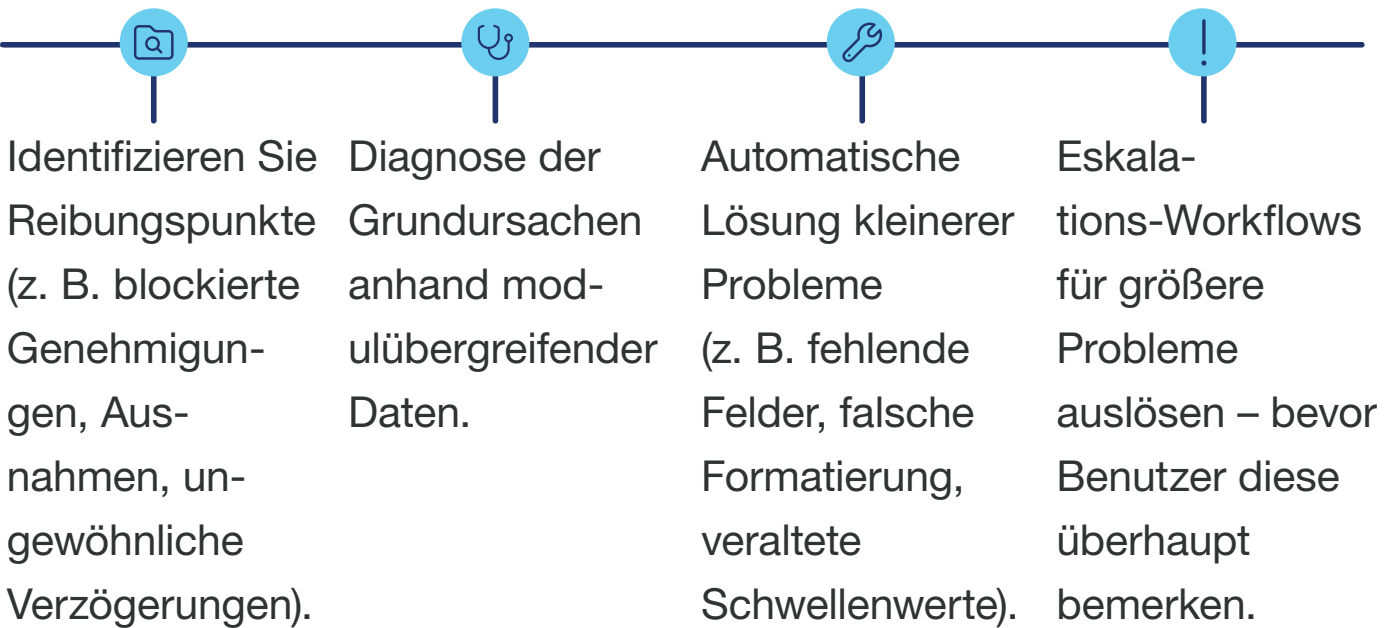 Identifizieren Sie
Reibungspunkte
(z. B. blockierte
Genehmigun-
gen, Aus-
nahmen, un-
gewöhnliche
Verzögerungen).
Diagnose der
Grundursachen
anhand mod-
ulübergreifender
Daten.
Automatische
Lösung kleinerer
Probleme
(z. B. fehlende
Felder, falsche
Formatierung,
veraltete
Schwellenwerte).
Eskala-
tions-Workflows
für größere
Probleme
auslösen – bevor
Benutzer diese
überhaupt
bemerken.